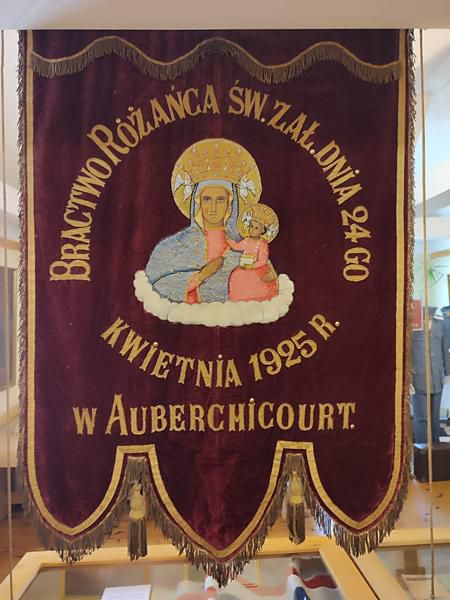 BRACTWO RÓŻAŃCA ŚW. ZAŁ. DNIA 24 GO
KWIETNIA 1925 R.
W AUBERCHICOURT.